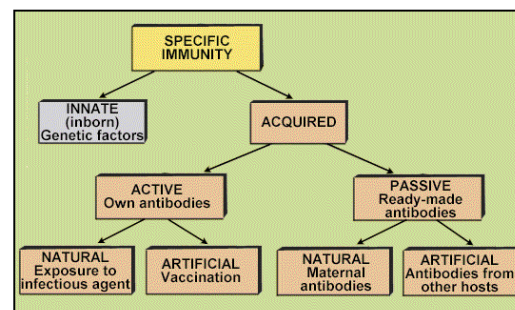 SPECIFIC
IMMUNITY
INNATE
(inborn)
Genetic factors
ACQUIRED
ACTIVE
Own antibodies
PASSIVE
Ready-made
antibodies
NATURAL
Exposure to
infectious agent
ARTIFICIAL
Vaccination
NATURAL
Maternal
antibodies
ARTIFICIAL
Antibodies from
other hosts